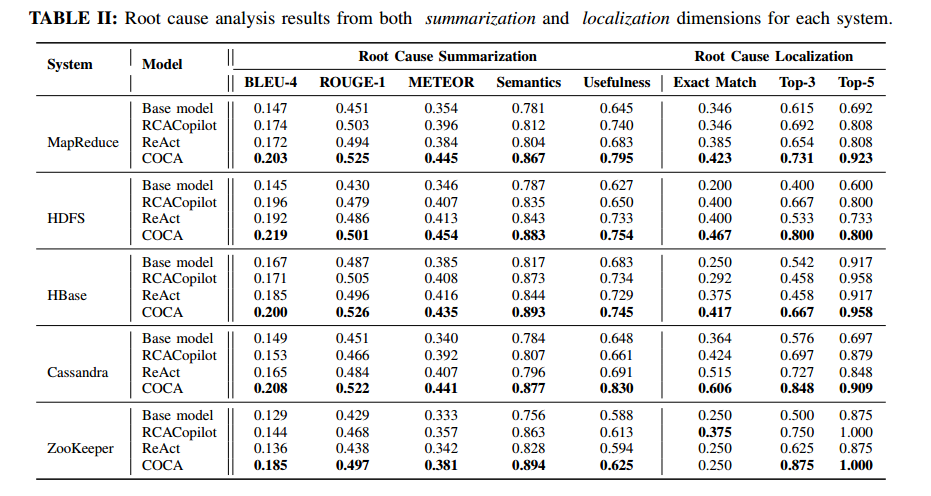 TABLE II: Root cause analysis results from both summarization and localization dimensions for each system.
System Model Root Cause Summarization Root Cause Localization
BLEU-4 ROUGE-1 METEOR Semantics Usefulness Exact Match Top-3 Top-5
MapReduce
Base model 0.147 0.451 0.354 0.781 0.645 0.346 0.615 0.692
RCACopilot 0.174 0.503 0.396 0.812 0.740 0.346 0.692 0.808
ReAct 0.172 0.494 0.384 0.804 0.683 0.385 0.654 0.808
COCA 0.203 0.525 0.445 0.867 0.795 0.423 0.731 0.923
HDFS
Base model 0.145 0.430 0.346 0.787 0.627 0.200 0.400 0.600
RCACopilot 0.196 0.479 0.407 0.835 0.650 0.400 0.667 0.800
ReAct 0.192 0.486 0.413 0.843 0.733 0.400 0.533 0.733
COCA 0.219 0.501 0.454 0.883 0.754 0.467 0.800 0.800
HBase
Base model 0.167 0.487 0.385 0.817 0.683 0.250 0.542 0.917
RCACopilot 0.171 0.505 0.408 0.873 0.734 0.292 0.458 0.958
ReAct 0.185 0.496 0.416 0.844 0.729 0.375 0.458 0.917
COCA 0.200 0.526 0.435 0.893 0.745 0.417 0.667 0.958
Cassandra
Base model 0.149 0.451 0.340 0.784 0.648 0.364 0.576 0.697
RCACopilot 0.153 0.466 0.392 0.807 0.661 0.424 0.697 0.879
ReAct 0.165 0.484 0.407 0.796 0.691 0.515 0.727 0.848
COCA 0.208 0.522 0.441 0.877 0.830 0.606 0.848 0.909
ZooKeeper
Base model 0.129 0.429 0.333 0.756 0.588 0.250 0.500 0.875
RCACopilot 0.144 0.468 0.357 0.863 0.613 0.375 0.750 1.000
ReAct 0.136 0.438 0.342 0.828 0.594 0.250 0.625 0.875
COCA 0.185 0.497 0.381 0.894 0.625 0.250 0.875 1.000